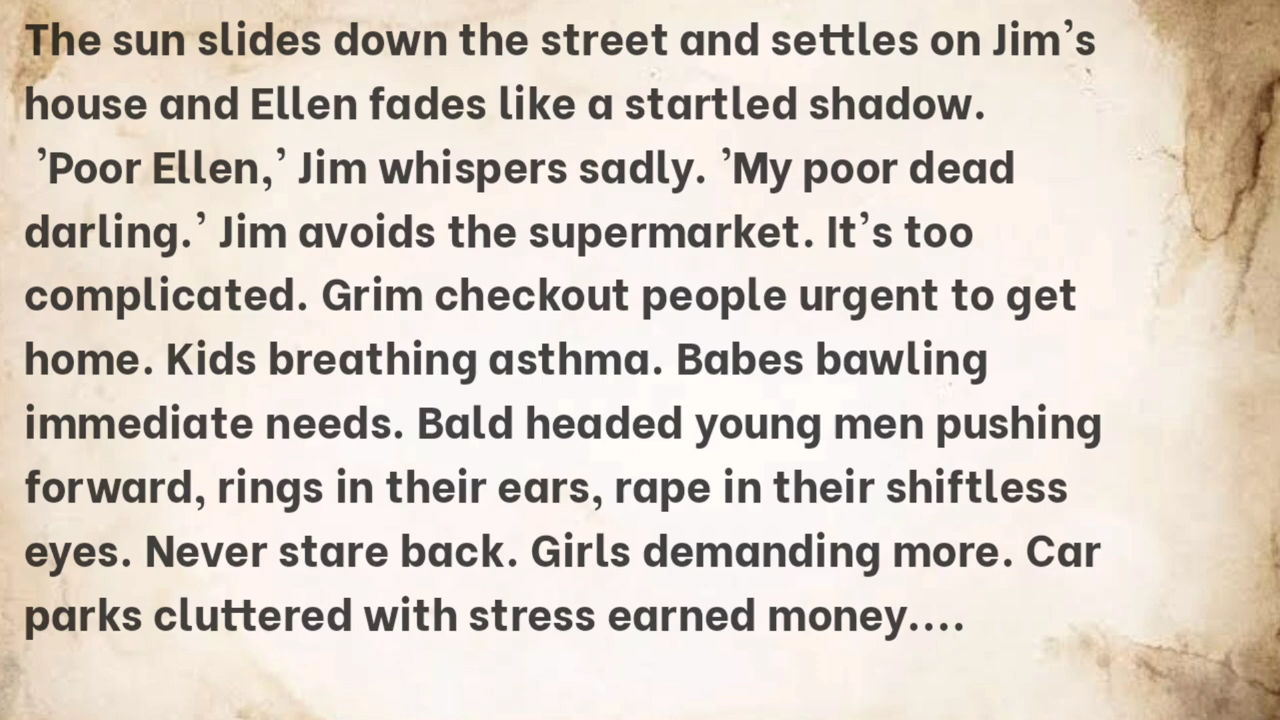 The sun slides down the street and settles on Jim’s
house and Ellen fades like a startled shadow.
’Poor Ellen,’ Jim whispers sadly. ’My poor dead
darling.’ Jim avoids the supermarket. It’s too
complicated. Grim checkout people urgent to get
home. Kids breathing asthma. Babes bawling
immediate needs. Bald headed young men pushing
forward, rings in their ears, rape in their shiftless
eyes. Never stare back. Girls demanding more. Car
parks cluttered with stress earned money....